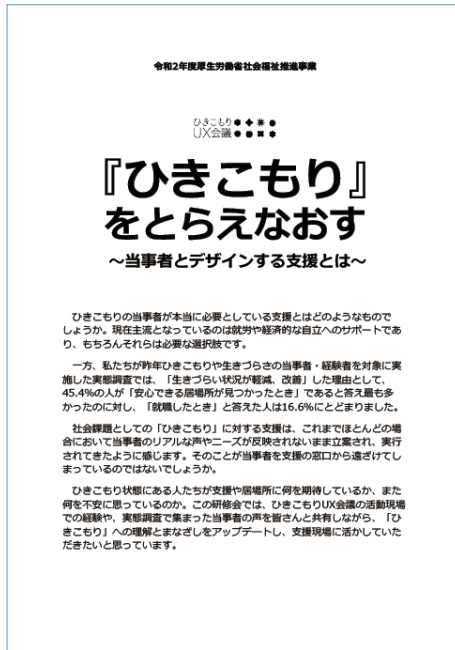 令和2年度厚生労働省社会福祉推進事業
ひきこもり
UX会議
『ひきこもり』
をとらえなおす
～当事者とデザインする支援とは～
ひきこもりの当事者が本当に必要としている支援とはどのようなもので
しょうか。現在主流となっているのは就労や経済的な自立へのサポートであ
り、もちろんそれらは必要な選択肢です。
一方、私たちが昨年ひきこもりや生きづらさの当事者・経験者を対象に実
施した実態調査では、「生きづらい状況が軽減、改善」した理由として、
45.4%の人が「安心できる居場所が見つかったとき」であると答え最も多
かったのに対し、「就職したとき」と答えた人は16.6%にとどまりました。
社会課題としての「ひきこもり」に対する支援は、これまでほとんどの場
合において当事者のリアルな声やニーズが反映されないまま立案され、実行
されてきたように感じます。そのことが当事者を支援の窓口から遠ざけてし
まっているのではないでしょうか。
ひきこもり状態にある人たちが支援や居場所に何を期待しているか、また
何を不安に思っているのか。この研修会では、ひきこもりUX会議の活動現場
での経験や、実態調査で集まった当事者の声を皆さんと共有しながら、「ひ
きこもり」への理解とまなざしをアップデートし、支援現場に活かしていた
だきたいと思っています。